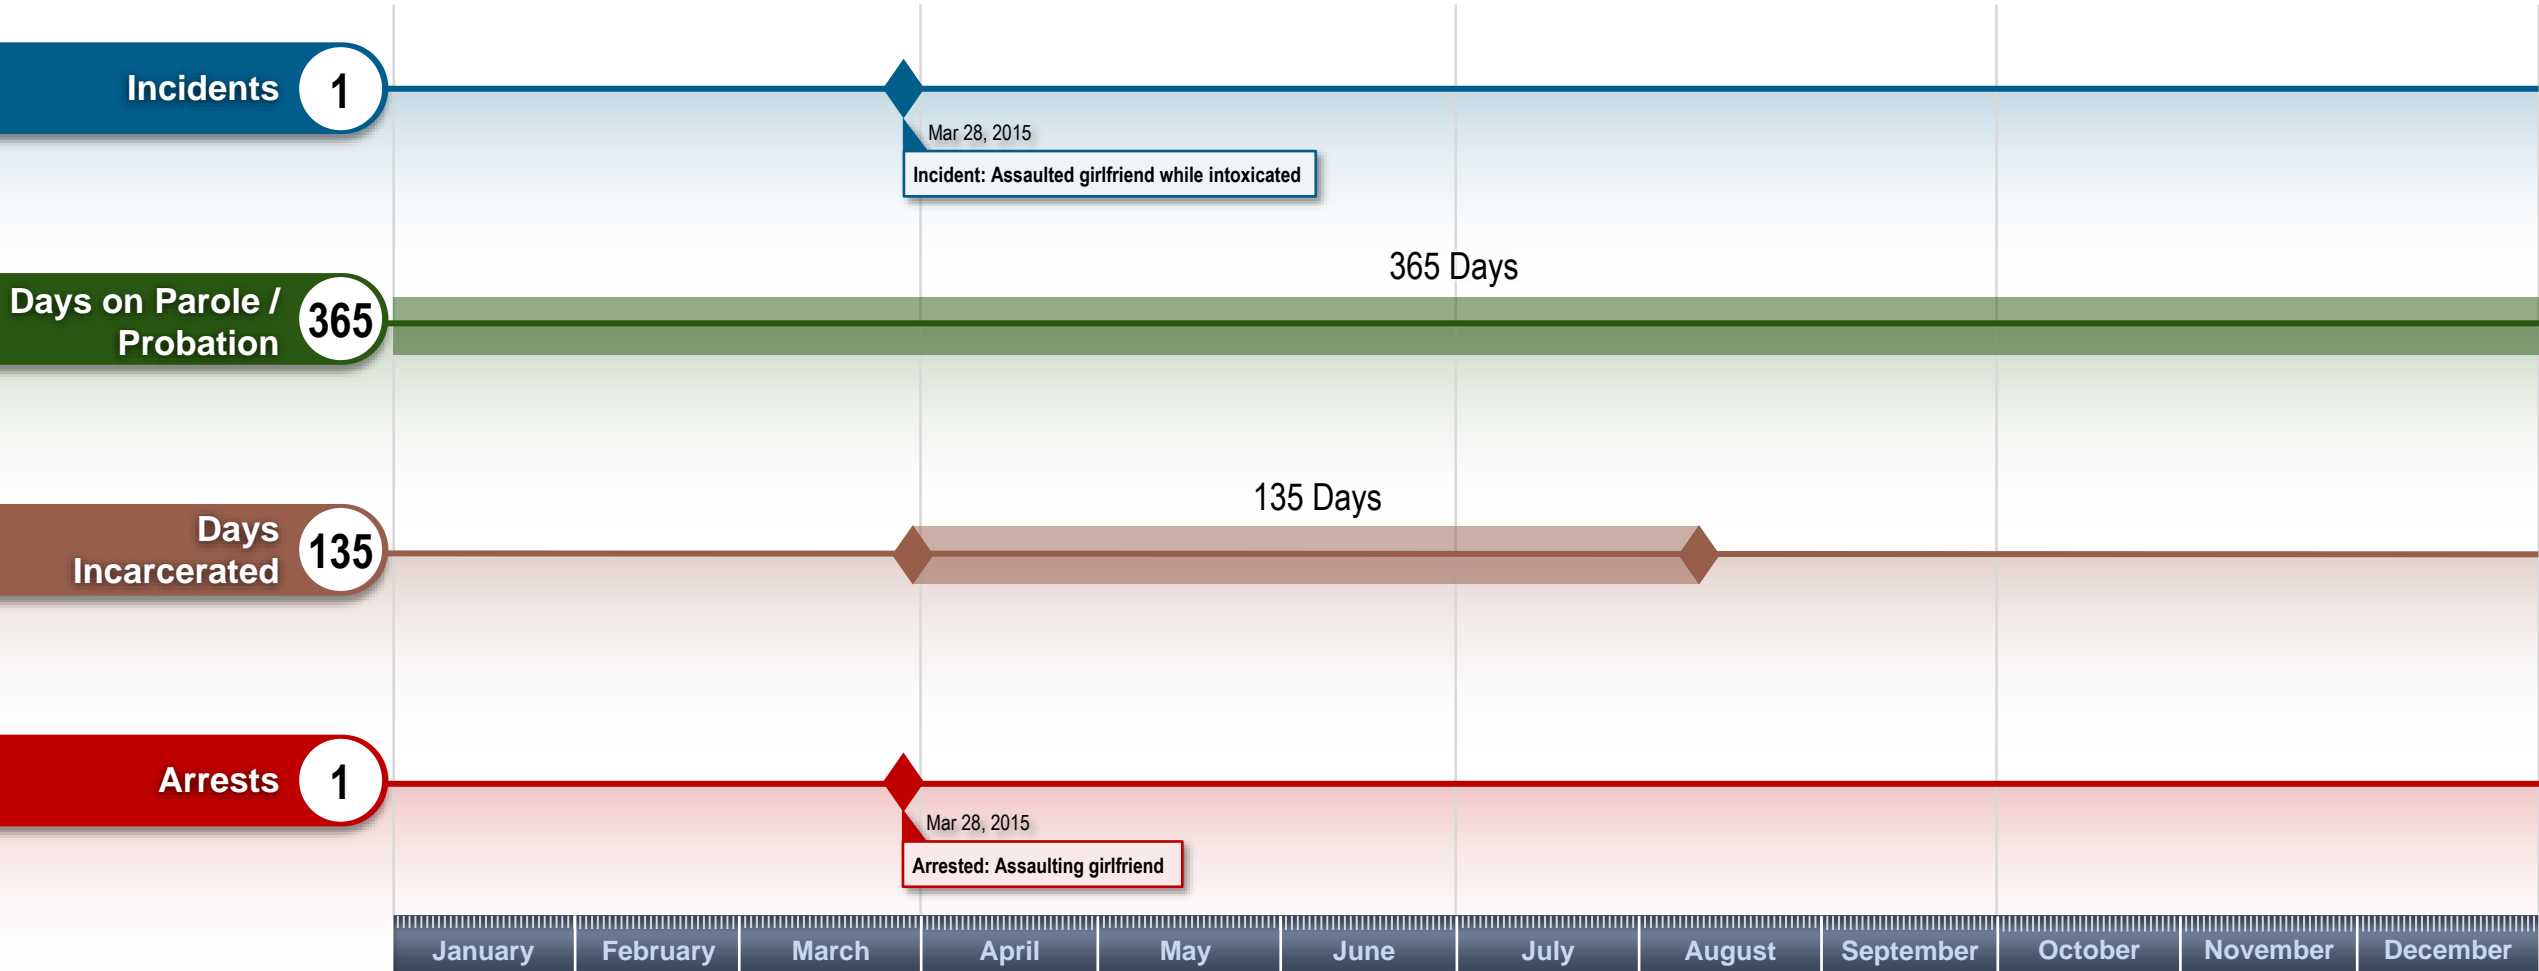 Incidents 1
Mar 28, 2015
Incident: Assaulted girlfriend while intoxicated
365 Days
Days on Parole /
Probation
365
135 Days
Days
Incarcerated
135
Arrests 1
Mar 28, 2015
Arrested: Assaulting girlfriend
January February March April May June July August September October November December